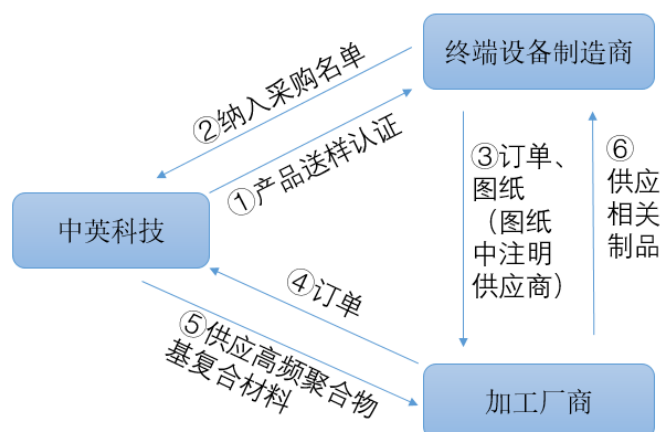 终端设备制造商
②纳入采购名单
①产品送样认证
③订单、
图纸
（图纸
中注明
供应商）
⑥
供应
相关
制品
中英科技
④订单
⑤供应高频聚合物
基复合材料
加工厂商